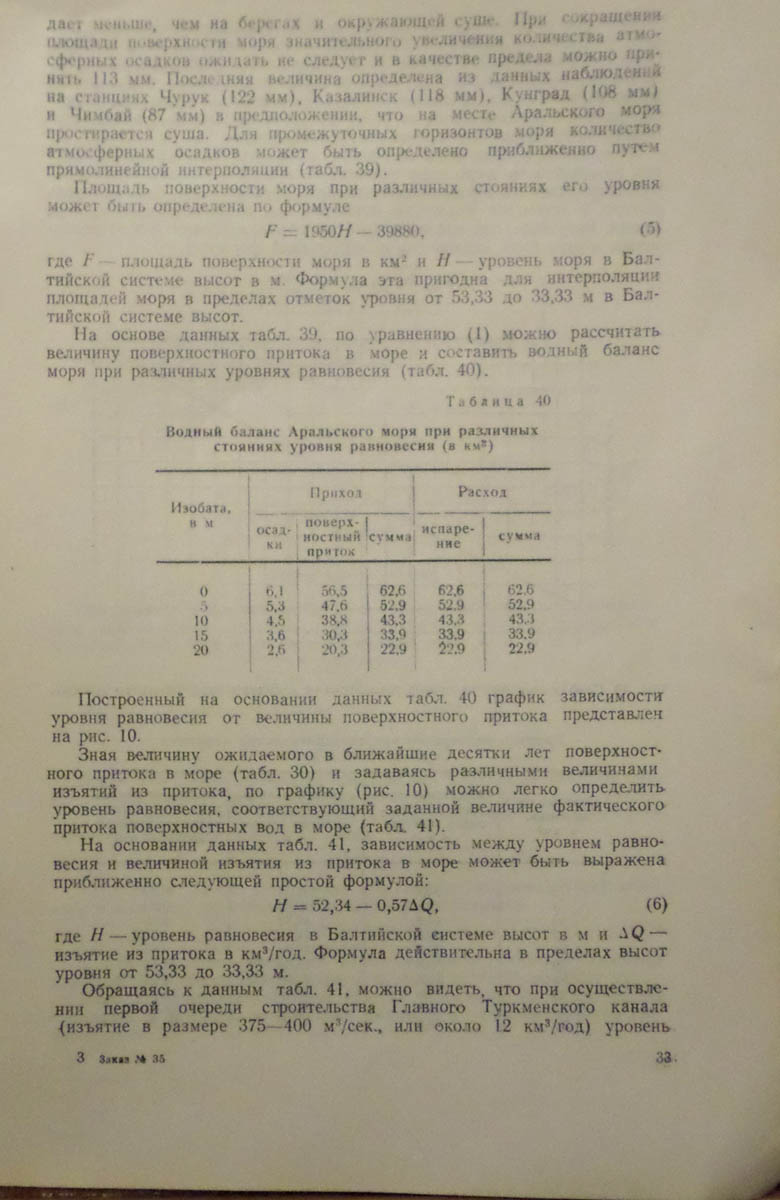 дает меньше, чем на берегах и окружающей суше. При сокращении
площади поверхности моря значительного увеличения количества атмо-
сферных осадков ожидать не следует и в качестве предела можно при-
нять 113 мм. Последняя величина определена из данных наблюдений
на станциях Чурук (122 мм), Казалинск (118 мм), Кунград (108 мм)
и Чимбай (87 мм) в предположении, что на месте Аральского моря
простирается суша. Для промежуточных горизонтов моря количество
атмосферных осадков может быть определено приближенно путем
прямолинейной интерполяции (табл. 39).
Площадь поверхности моря при различных стояниях его уровня
может быть определена по формуле
F = 1950H — 39880, (5)
где F — площадь поверхности моря в км² и H — уровень моря в Бал-
тийской системе высот в м. Формула эта пригодна для интерполяции
площадей моря в пределах отметок уровня от 53,33 до 33,33 м в Бал-
тийской системе высот.
На основе данных табл. 39, по уравнению (1) можно рассчитать
величину поверхностного притока в море и составить водный баланс
моря при различных уровнях равновесия (табл. 40).
Таблица 40
Водный баланс Аральского моря при различных
стояниях уровня равновесия (в км³)
Изобата,
в м
Приход
Расход
осад-
ки
поверх-
ностный
приток
сумма
испаре-
ние
сумма
0 6,1 56,5 62,6 62,6 62.6
5 5,3 47,6 52,9 52.9 52.9
10 4,5 38,8 43,3 43,3 43.3
15 3,6 30,3 33,9 33.9 33.9
20 2,6 20,3 22,9 22.9 22,9
Построенный на основании данных табл. 40 график зависимости
уровня равновесия от величины поверхностного притока представлен
на рис. 10.
Зная величину ожидаемого в ближайшие десятки лет поверхност-
ного притока в море (табл. 30) и задаваясь различными величинами
изъятий из притока, по графику (рис. 10) можно легко определить
уровень равновесия, соответствующий заданной величине фактического
притока поверхностных вод в море (табл. 41).
На основании данных табл. 41, зависимость между уровнем равно-
весия и величиной изъятия из притока в море может быть выражена
приближенно следующей простой формулой:
H = 52,34 — 0,57ΔQ, (6)
где H — уровень равновесия в Балтийской системе высот в м и ΔQ —
изъятие из притока в км³/год. Формула действительна в пределах высот
уровня от 53,33 до 33,33 м.
Обращаясь к данным табл. 41, можно видеть, что при осуществле-
нии первой очереди строительства Главного Туркменского канала
(изъятие в размере 375—400 м³/сек., или около 12 км³/год) уровень
3 Заказ № 35 33